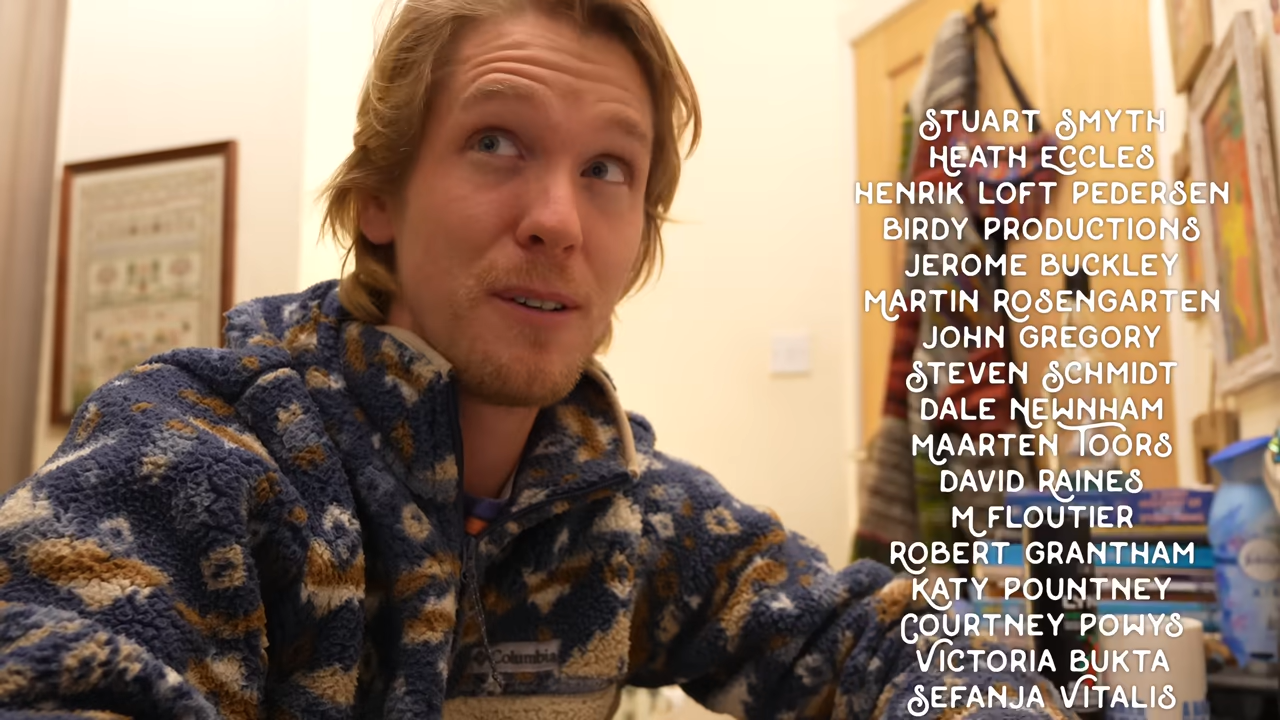 STUART SMYTH
HEATH ECCLES
HENRIK LOFT PEDERSEN
BIRDY PRODUCTIONS
JEROME BUCKLEY
MARTIN ROSENGARTEN
JOHN GREGORY
STEVEN SCHMIDT
DALE NEWNHAM
MAARTEN TOORS
DAVID RAINES
M FLOUTIER
ROBERT GRANTHAM
KATY POUNTNEY
COURTNEY POWYS
VICTORIA BUKTA
SEFANJA VITALIS
Columbia